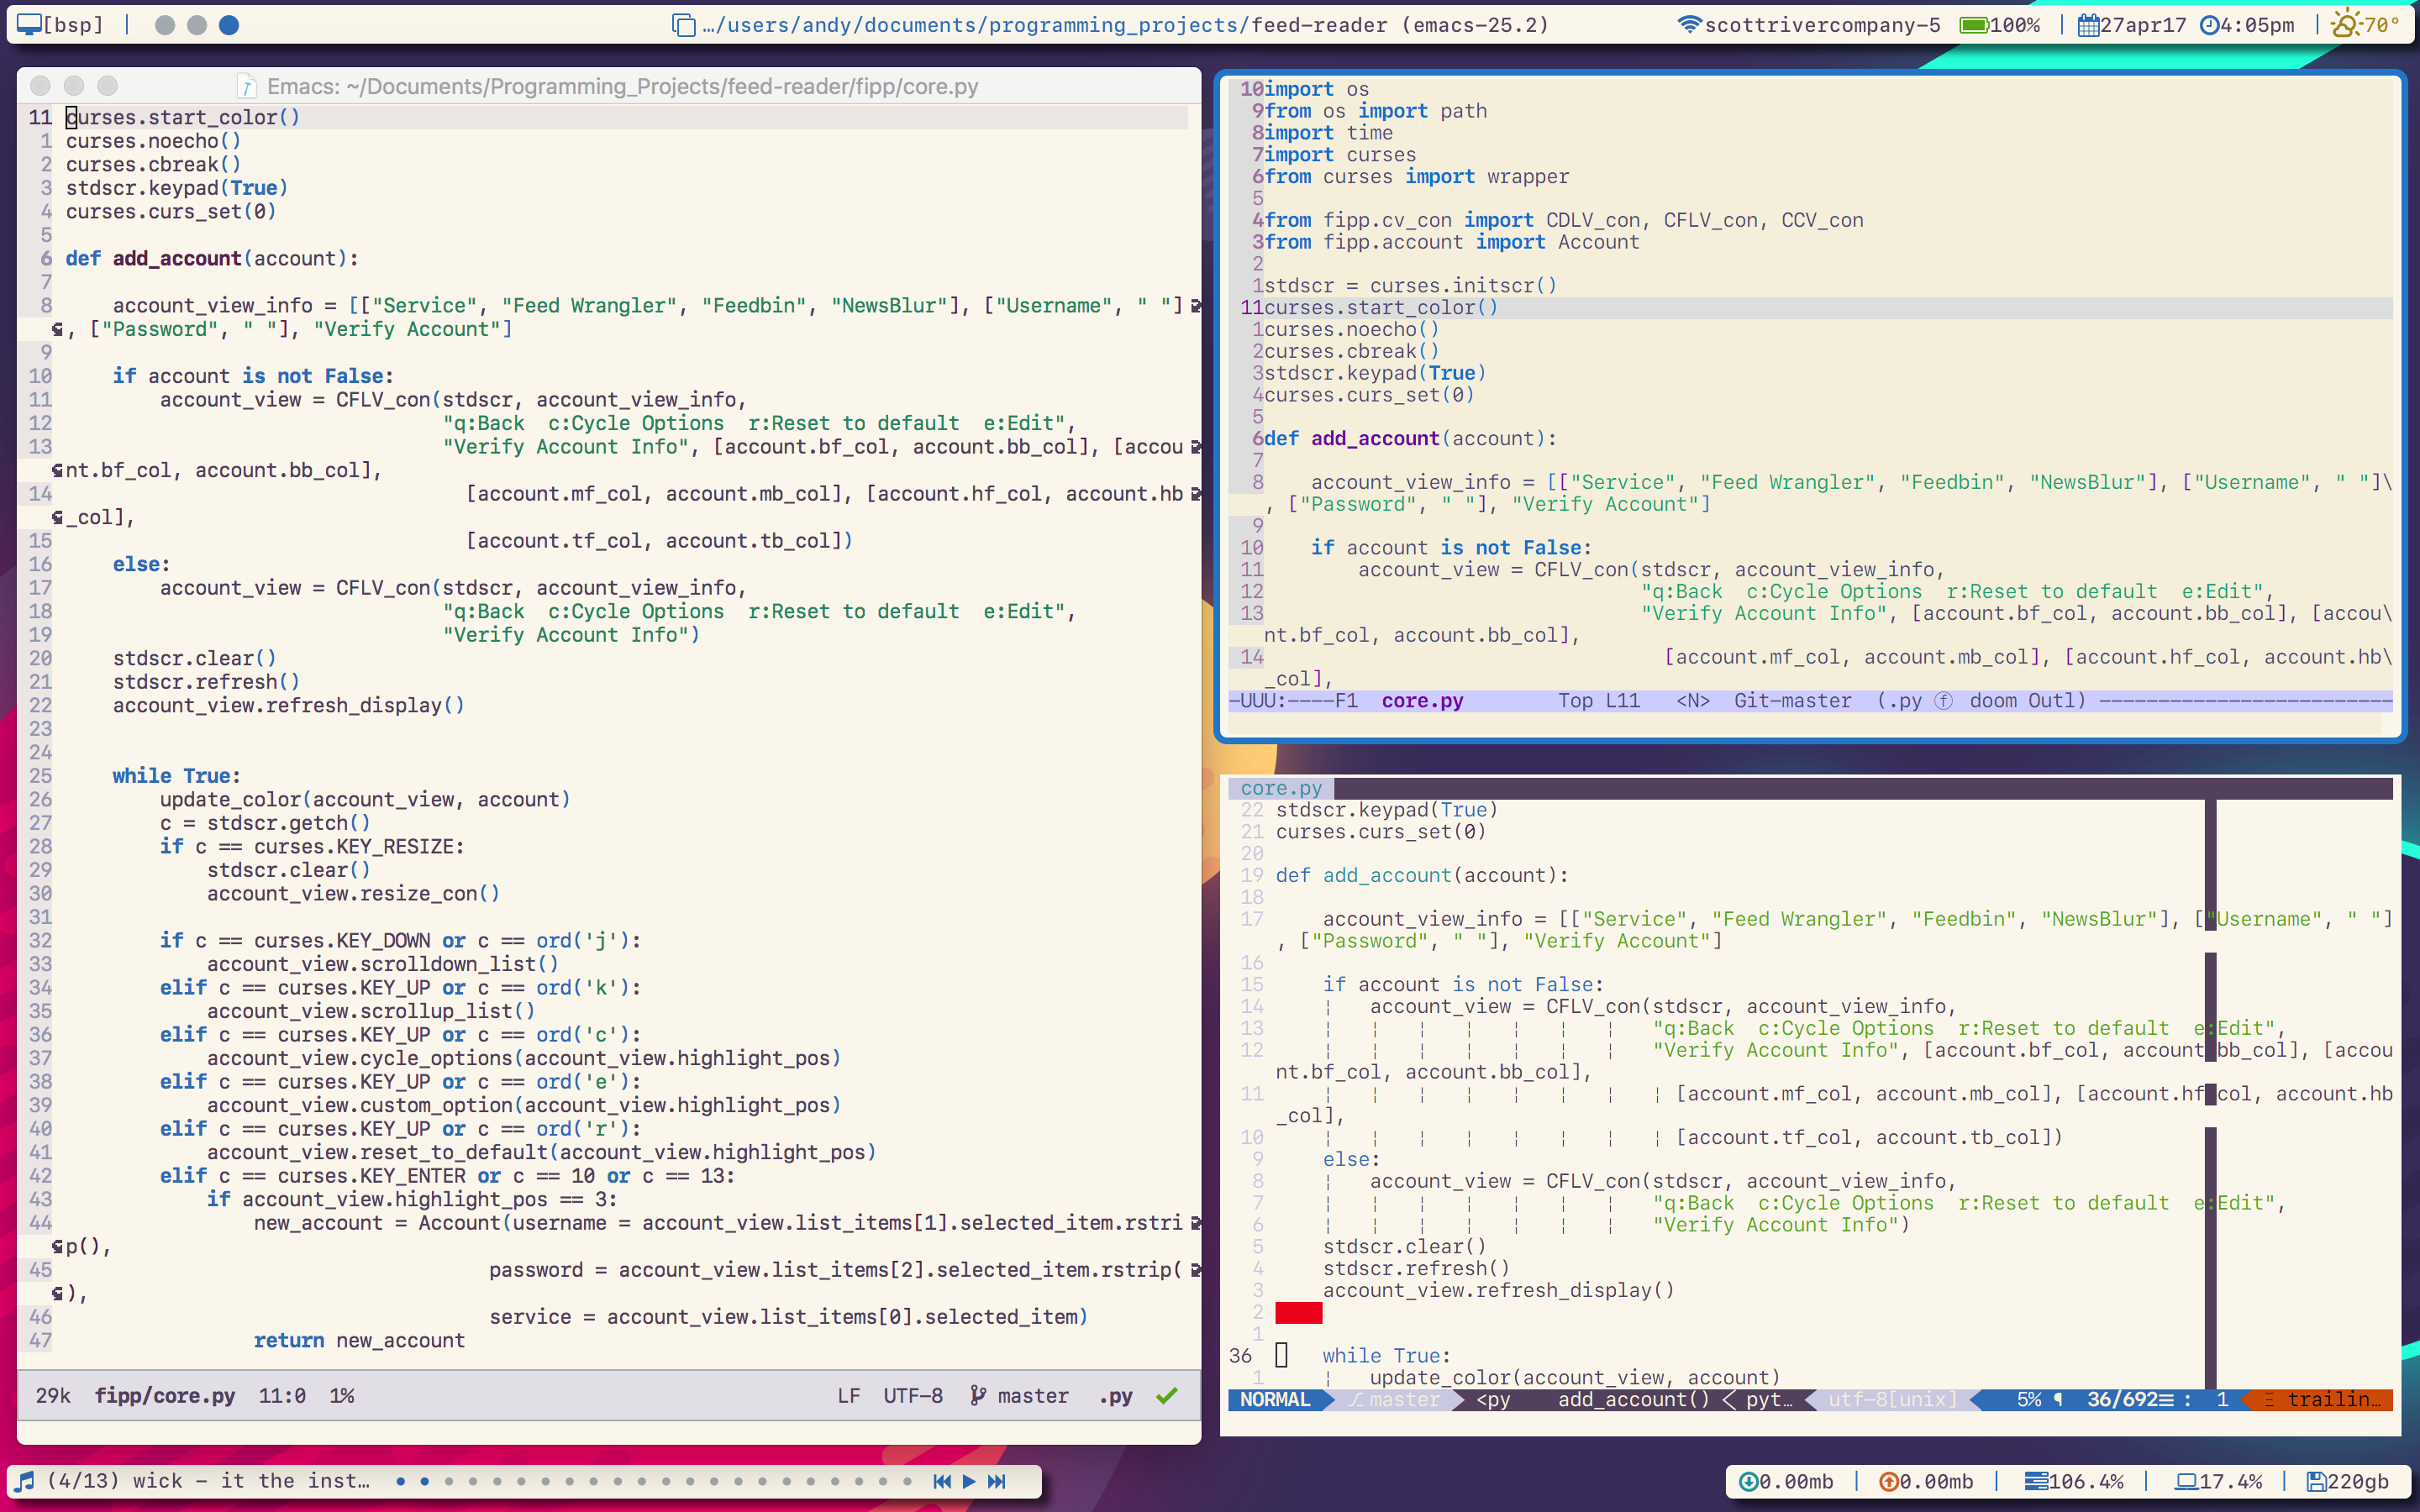 [bsp] |
…/users/andy/documents/programming_projects/feed-reader (emacs-25.2)
scottrivercompany-5 100% | 27apr17 4:05pm | 70°
Emacs: ~/Documents/Programming_Projects/feed-reader/fipp/core.py
11 curses.start_color()
1 curses.noecho()
2 curses.cbreak()
3 stdscr.keypad(True)
4 curses.curs_set(0)
5
6 def add_account(account):
7
8     account_view_info = [["Service", "Feed Wrangler", "Feedbin", "NewsBlur"], ["Username", " "]
, ["Password", " "], "Verify Account"]
9
10     if account is not False:
11         account_view = CFLV_con(stdscr, account_view_info,
12                                 "q:Back  c:Cycle Options  r:Reset to default  e:Edit",
13                                 "Verify Account Info", [account.bf_col, account.bb_col], [accou
nt.bf_col, account.bb_col],
14                                   [account.mf_col, account.mb_col], [account.hf_col, account.hb
_col],
15                                   [account.tf_col, account.tb_col])
16     else:
17         account_view = CFLV_con(stdscr, account_view_info,
18                                 "q:Back  c:Cycle Options  r:Reset to default  e:Edit",
19                                 "Verify Account Info")
20     stdscr.clear()
21     stdscr.refresh()
22     account_view.refresh_display()
23
24
25     while True:
26         update_color(account_view, account)
27         c = stdscr.getch()
28         if c == curses.KEY_RESIZE:
29             stdscr.clear()
30             account_view.resize_con()
31
32         if c == curses.KEY_DOWN or c == ord('j'):
33             account_view.scrolldown_list()
34         elif c == curses.KEY_UP or c == ord('k'):
35             account_view.scrollup_list()
36         elif c == curses.KEY_UP or c == ord('c'):
37             account_view.cycle_options(account_view.highlight_pos)
38         elif c == curses.KEY_UP or c == ord('e'):
39             account_view.custom_option(account_view.highlight_pos)
40         elif c == curses.KEY_UP or c == ord('r'):
41             account_view.reset_to_default(account_view.highlight_pos)
42         elif c == curses.KEY_ENTER or c == 10 or c == 13:
43             if account_view.highlight_pos == 3:
44                 new_account = Account(username = account_view.list_items[1].selected_item.rstri
p(),
45                                     password = account_view.list_items[2].selected_item.rstrip(
),
46                                     service = account_view.list_items[0].selected_item)
47                 return new_account
29k fipp/core.py 11:0 1% LF UTF-8 master .py
10import os
9from os import path
8import time
7import curses
6from curses import wrapper
5
4from fipp.cv_con import CDLV_con, CFLV_con, CCV_con
3from fipp.account import Account
2
1stdscr = curses.initscr()
11curses.start_color()
1curses.noecho()
2curses.cbreak()
3stdscr.keypad(True)
4curses.curs_set(0)
5
6def add_account(account):
7
8    account_view_info = [["Service", "Feed Wrangler", "Feedbin", "NewsBlur"], ["Username", " "]\
, ["Password", " "], "Verify Account"]
9
10    if account is not False:
11        account_view = CFLV_con(stdscr, account_view_info,
12                                "q:Back  c:Cycle Options  r:Reset to default  e:Edit",
13                                "Verify Account Info", [account.bf_col, account.bb_col], [accou\
nt.bf_col, account.bb_col],
14                                  [account.mf_col, account.mb_col], [account.hf_col, account.hb\
_col],
-UUU:----F1  core.py        Top L11   <N>  Git-master  (.py ⓕ doom Outl) -------------------------
core.py
22 stdscr.keypad(True)
21 curses.curs_set(0)
20
19 def add_account(account):
18
17     account_view_info = [["Service", "Feed Wrangler", "Feedbin", "NewsBlur"], ["Username", " "]
, ["Password", " "], "Verify Account"]
16
15     if account is not False:
14     ¦   account_view = CFLV_con(stdscr, account_view_info,
13     ¦   ¦   ¦   ¦   ¦   ¦   ¦   "q:Back  c:Cycle Options  r:Reset to default  e:Edit",
12     ¦   ¦   ¦   ¦   ¦   ¦   ¦   "Verify Account Info", [account.bf_col, account bb_col], [accou
nt.bf_col, account.bb_col],
11     ¦   ¦   ¦   ¦   ¦   ¦   ¦   ¦ [account.mf_col, account.mb_col], [account.hf col, account.hb
_col],
10     ¦   ¦   ¦   ¦   ¦   ¦   ¦   ¦ [account.tf_col, account.tb_col])
9     else:
8     ¦   account_view = CFLV_con(stdscr, account_view_info,
7     ¦   ¦   ¦   ¦   ¦   ¦   ¦   "q:Back  c:Cycle Options  r:Reset to default  e:Edit",
6     ¦   ¦   ¦   ¦   ¦   ¦   ¦   "Verify Account Info")
5     stdscr.clear()
4     stdscr.refresh()
3     account_view.refresh_display()
2
1
36     while True:
1     ¦   update_color(account_view, account)
NORMAL master <py add_account() < pyt… utf-8[unix] 5% ¶ 36/692≡ : 1 Ξ trailin…
(4/13) wick – it the inst…
0.00mb | 0.00mb | 106.4% | 17.4% | 220gb